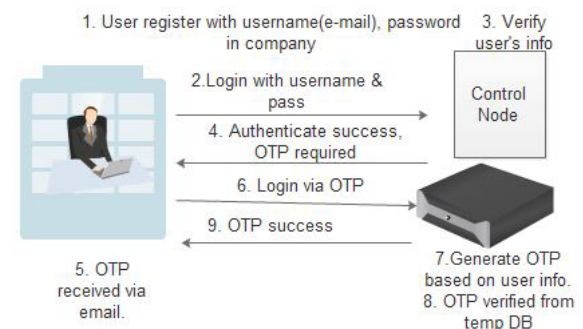 1. User register with username(e-mail), password
in company
3. Verify
user's info
2.Login with username &
pass
Control
Node
4. Authenticate success,
OTP required
6. Login via OTP
9. OTP success
5. OTP
received via
email.
7.Generate OTP
based on user info.
8. OTP verified from
temp DB